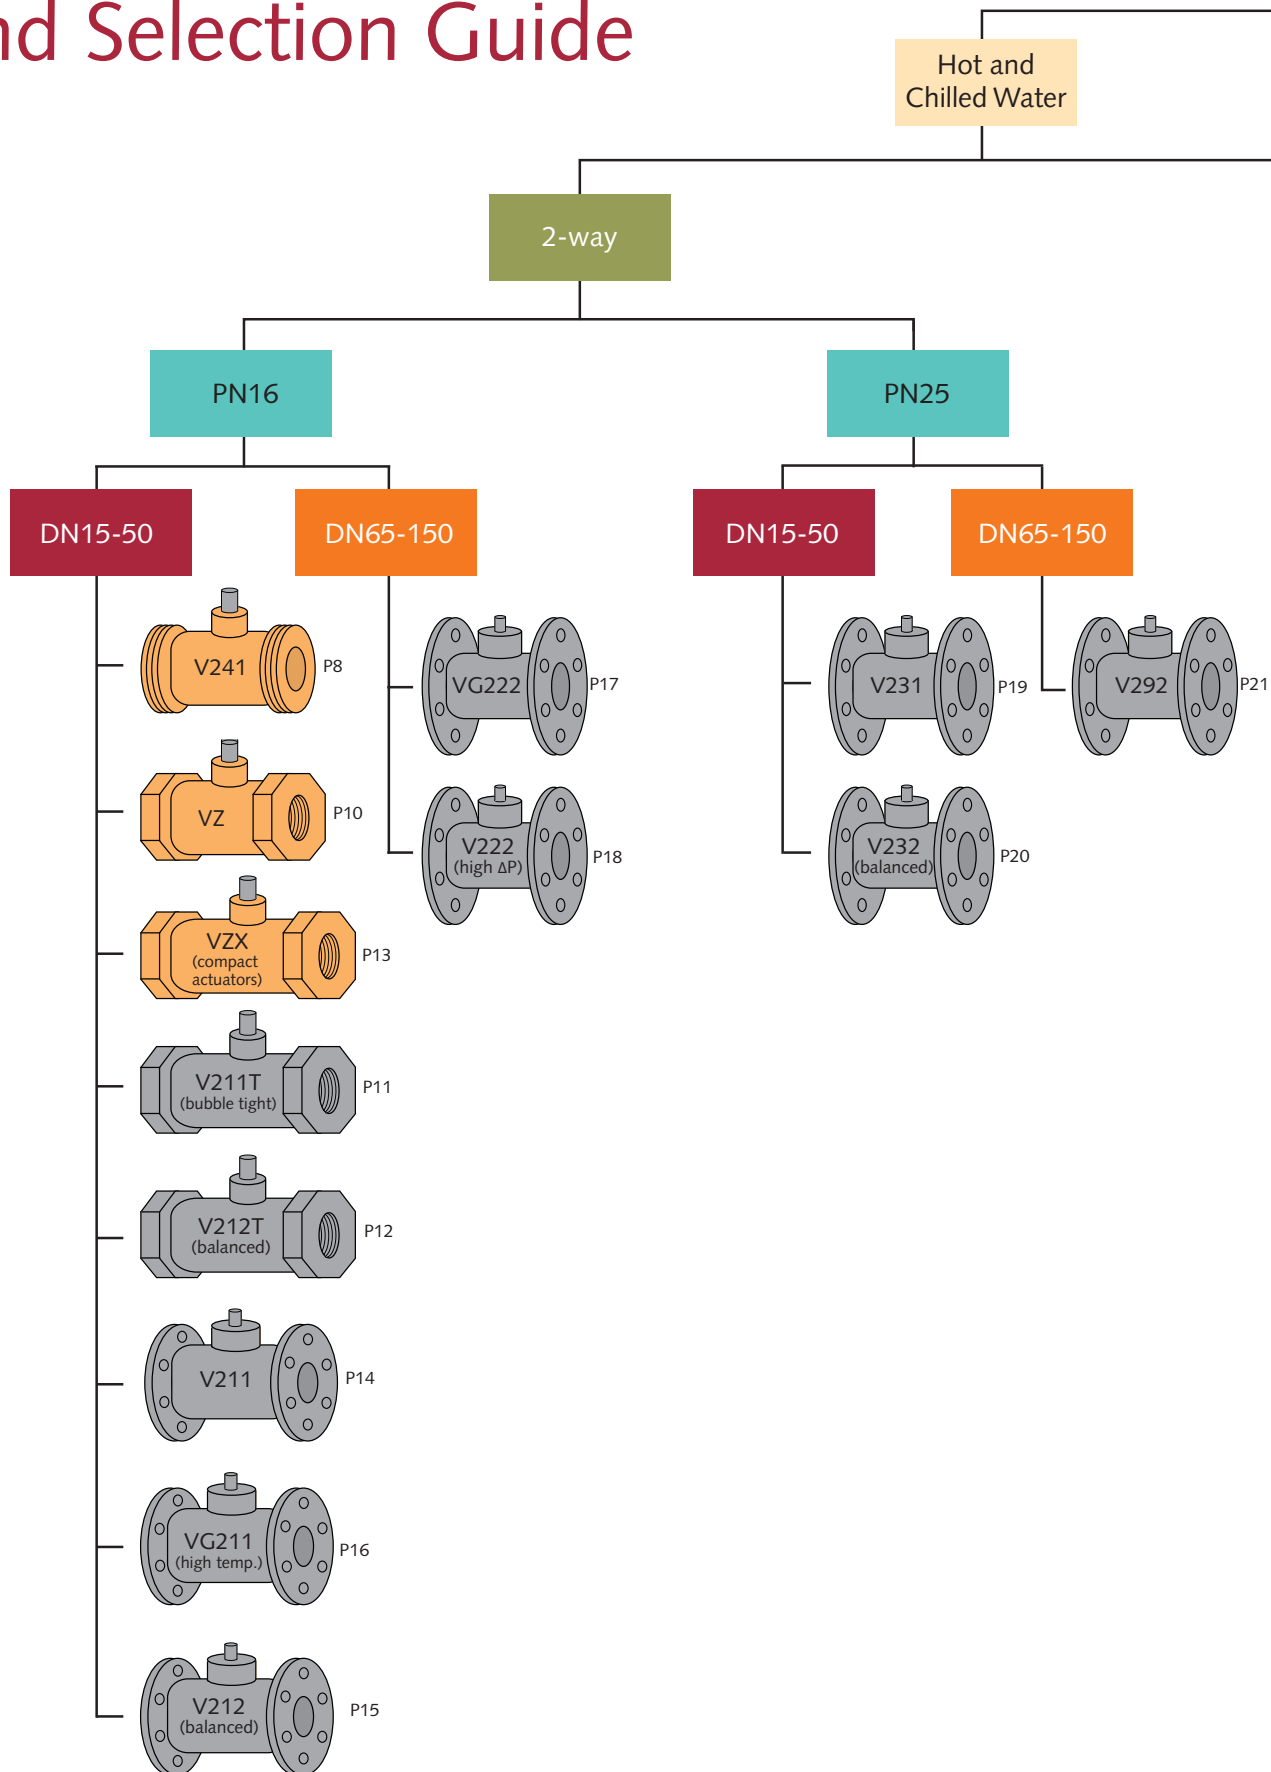 nd Selection Guide
Hot and
Chilled Water
2-way
PN16
PN25
DN15-50
DN65-150
DN15-50
DN65-150
V241
P8
VG222
P17
V231
P19
V292
P21
VZ
P10
V222
(high ΔP)
P18
V232
(balanced)
P20
VZX
(compact
actuators)
P13
V211T
(bubble tight)
P11
V212T
(balanced)
P12
V211
P14
VG211
(high temp.)
P16
V212
(balanced)
P15